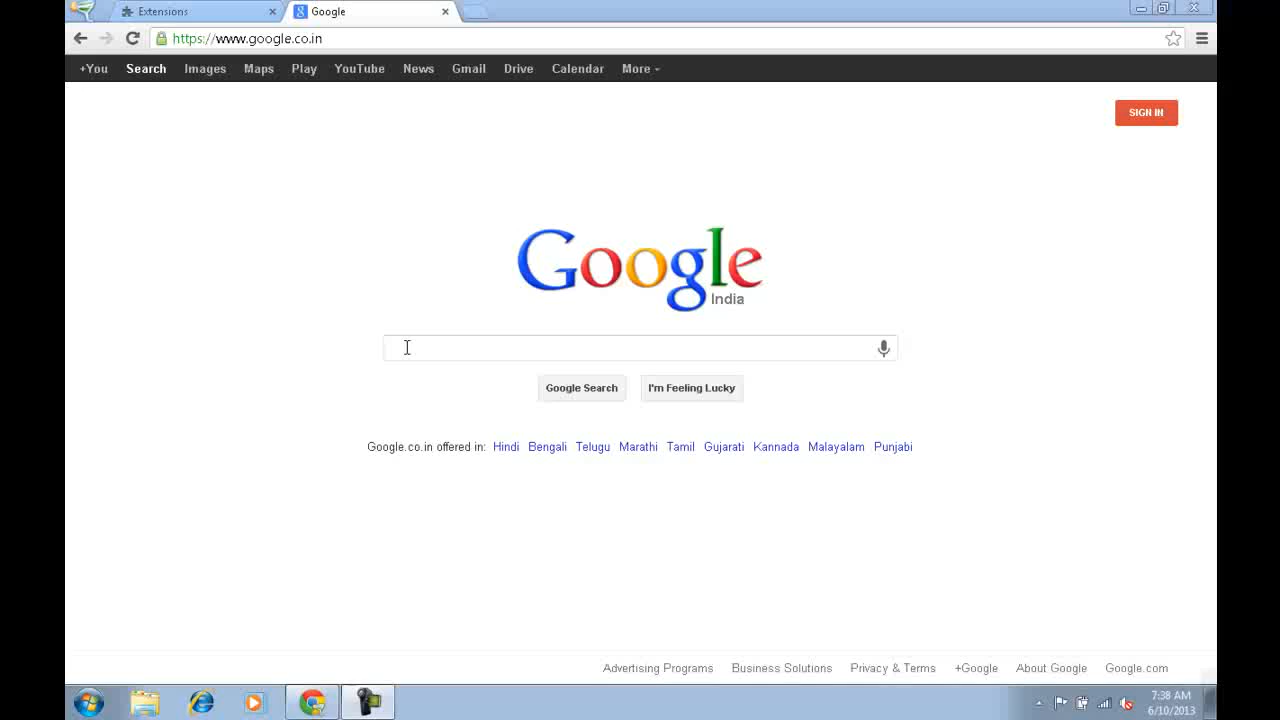 Extensions
Google
https://www.google.co.in
+You Search Images Maps Play YouTube News Gmail Drive Calendar More
SIGN IN
Google
India
Google Search I'm Feeling Lucky
Google.co.in offered in: Hindi Bengali Telugu Marathi Tamil Gujarati Kannada Malayalam Punjabi
Advertising Programs Business Solutions Privacy & Terms +Google About Google Google.com
7:38 AM
6/10/2013